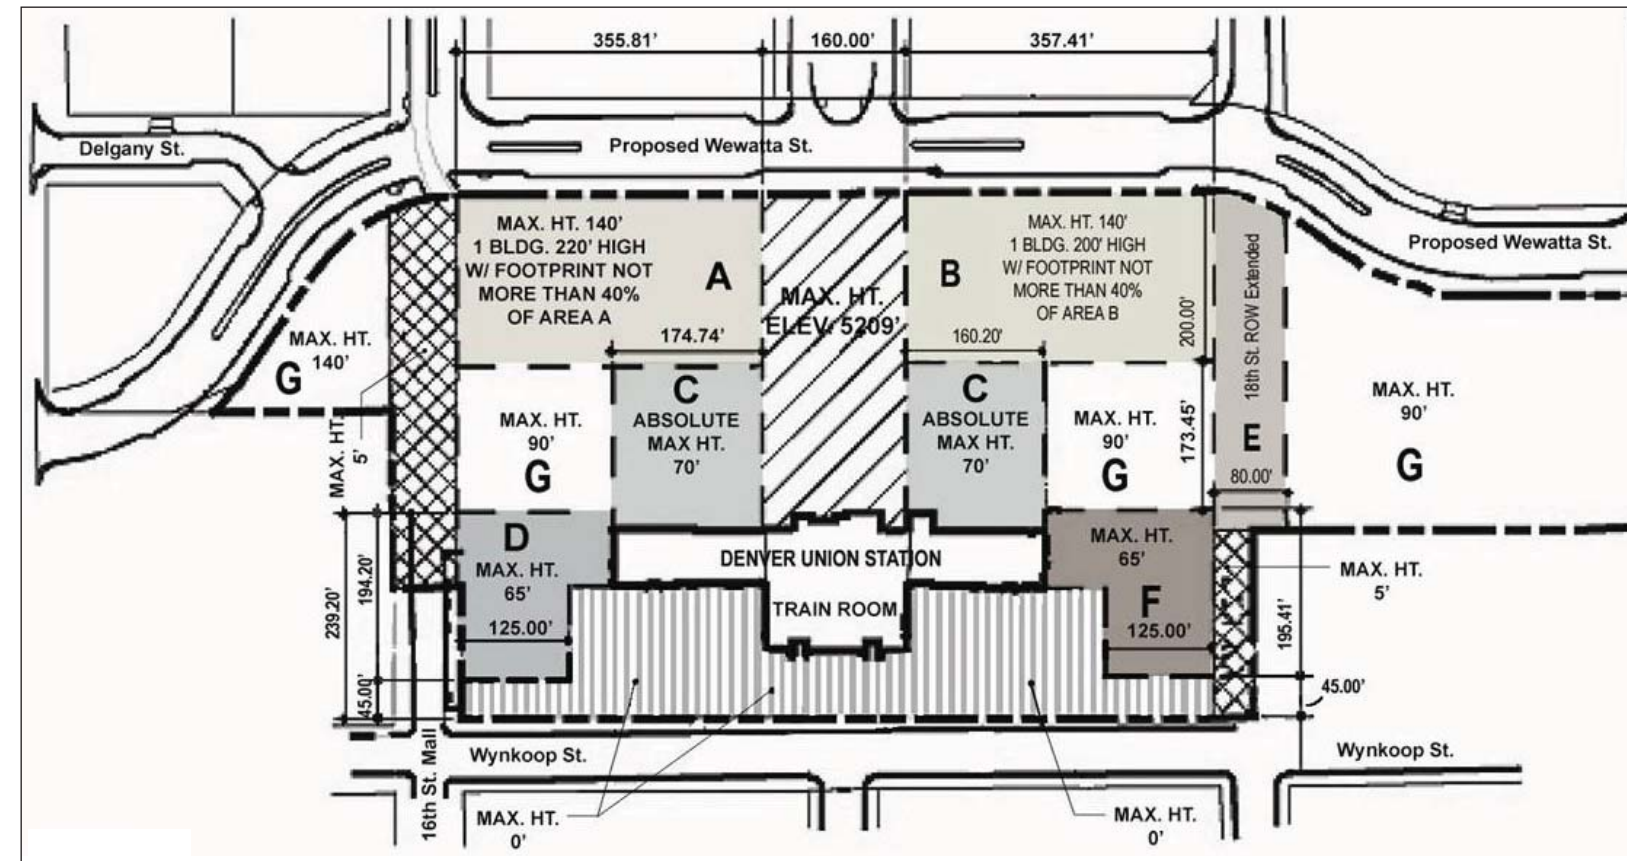 355.81'
160.00'
357.41'
Delgany St.
Proposed Wewatta St.
MAX. HT. 140'
1 BLDG. 220' HIGH
W/ FOOTPRINT NOT
MORE THAN 40%
OF AREA A
A
MAX. HT.
ELEV. 5209'
B
MAX. HT. 140'
1 BLDG. 200' HIGH
W/ FOOTPRINT NOT
MORE THAN 40%
OF AREA B
200.00'
18th St. ROW Extended
Proposed Wewatta St.
MAX. HT.
140'
G
174.74'
160.20'
MAX. HT.
5'
MAX. HT.
90'
G
C
ABSOLUTE
MAX HT.
70'
C
ABSOLUTE
MAX HT.
70'
MAX. HT.
90'
G
173.45'
E
80.00'
MAX. HT.
90'
G
239.20'
194.20'
45.00'
D
MAX. HT.
65'
125.00'
DENVER UNION STATION
TRAIN ROOM
MAX. HT.
65'
F
125.00'
MAX. HT.
5'
195.41'
45.00'
16th St. Mall
Wynkoop St.
Wynkoop St.
MAX. HT.
0'
MAX. HT.
0'